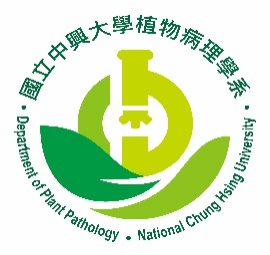 國立中興大學植物病理學系
Department of Plant Pathology • National Chung Hsing University